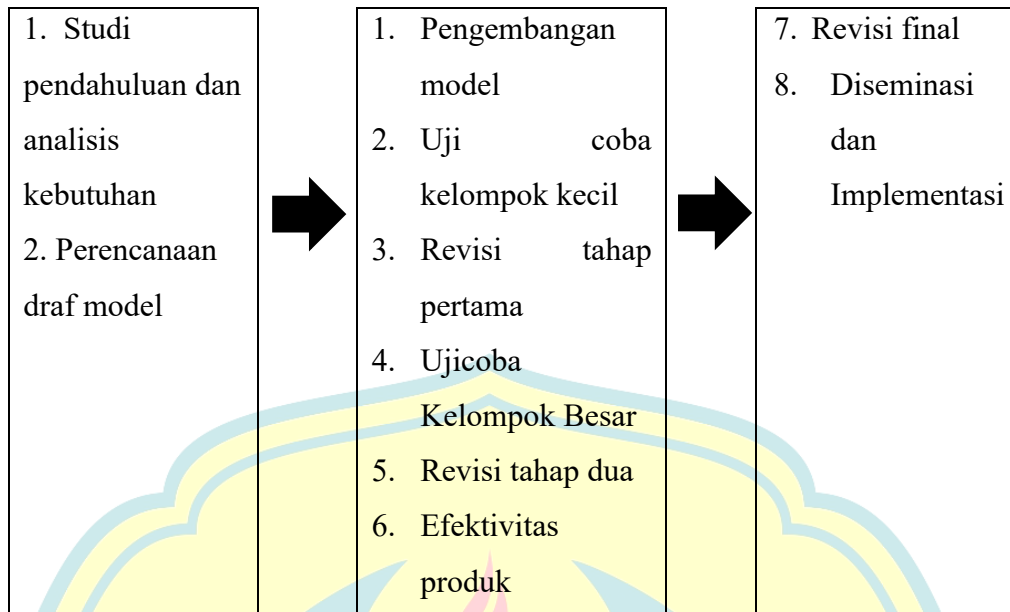 1. Studi
pendahuluan dan
analisis
kebutuhan
2. Perencanaan
draf model
1. Pengembangan
model
2. Uji coba
kelompok kecil
3. Revisi tahap
pertama
4. Ujicoba
Kelompok Besar
5. Revisi tahap dua
6. Efektivitas
produk
7. Revisi final
8. Diseminasi
dan
Implementasi